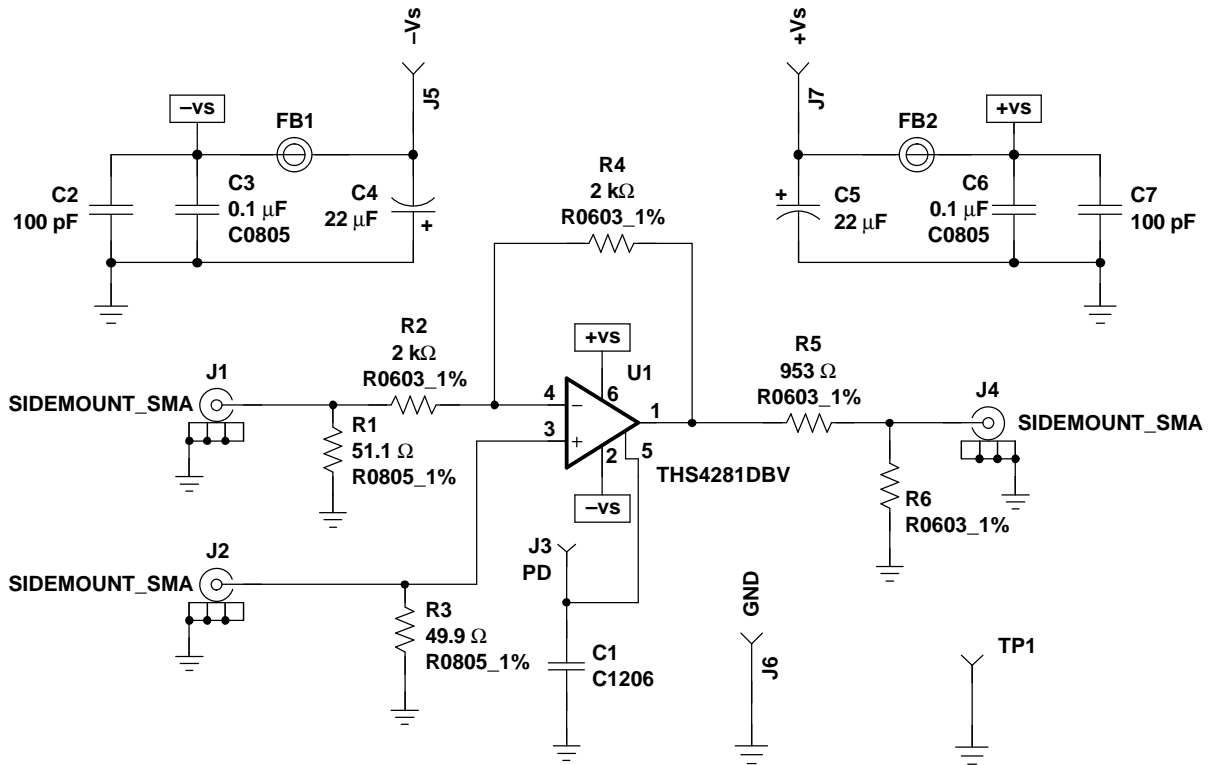 –Vs
J5
–vs
FB1
C2
100 pF
C3
0.1 µF
C0805
C4
22 µF
+
R4
2 kΩ
R0603_1%
+Vs
J7
FB2
+vs
+
C5
22 µF
C6
0.1 µF
C0805
C7
100 pF
J1
SIDEMOUNT_SMA
R2
2 kΩ
R0603_1%
R1
51.1 Ω
R0805_1%
+vs
U1
6
4
–
3
+
1
2
5
–vs
THS4281DBV
R5
953 Ω
R0603_1%
J4
SIDEMOUNT_SMA
R6
R0603_1%
J2
SIDEMOUNT_SMA
R3
49.9 Ω
R0805_1%
J3
PD
C1
C1206
GND
J6
TP1